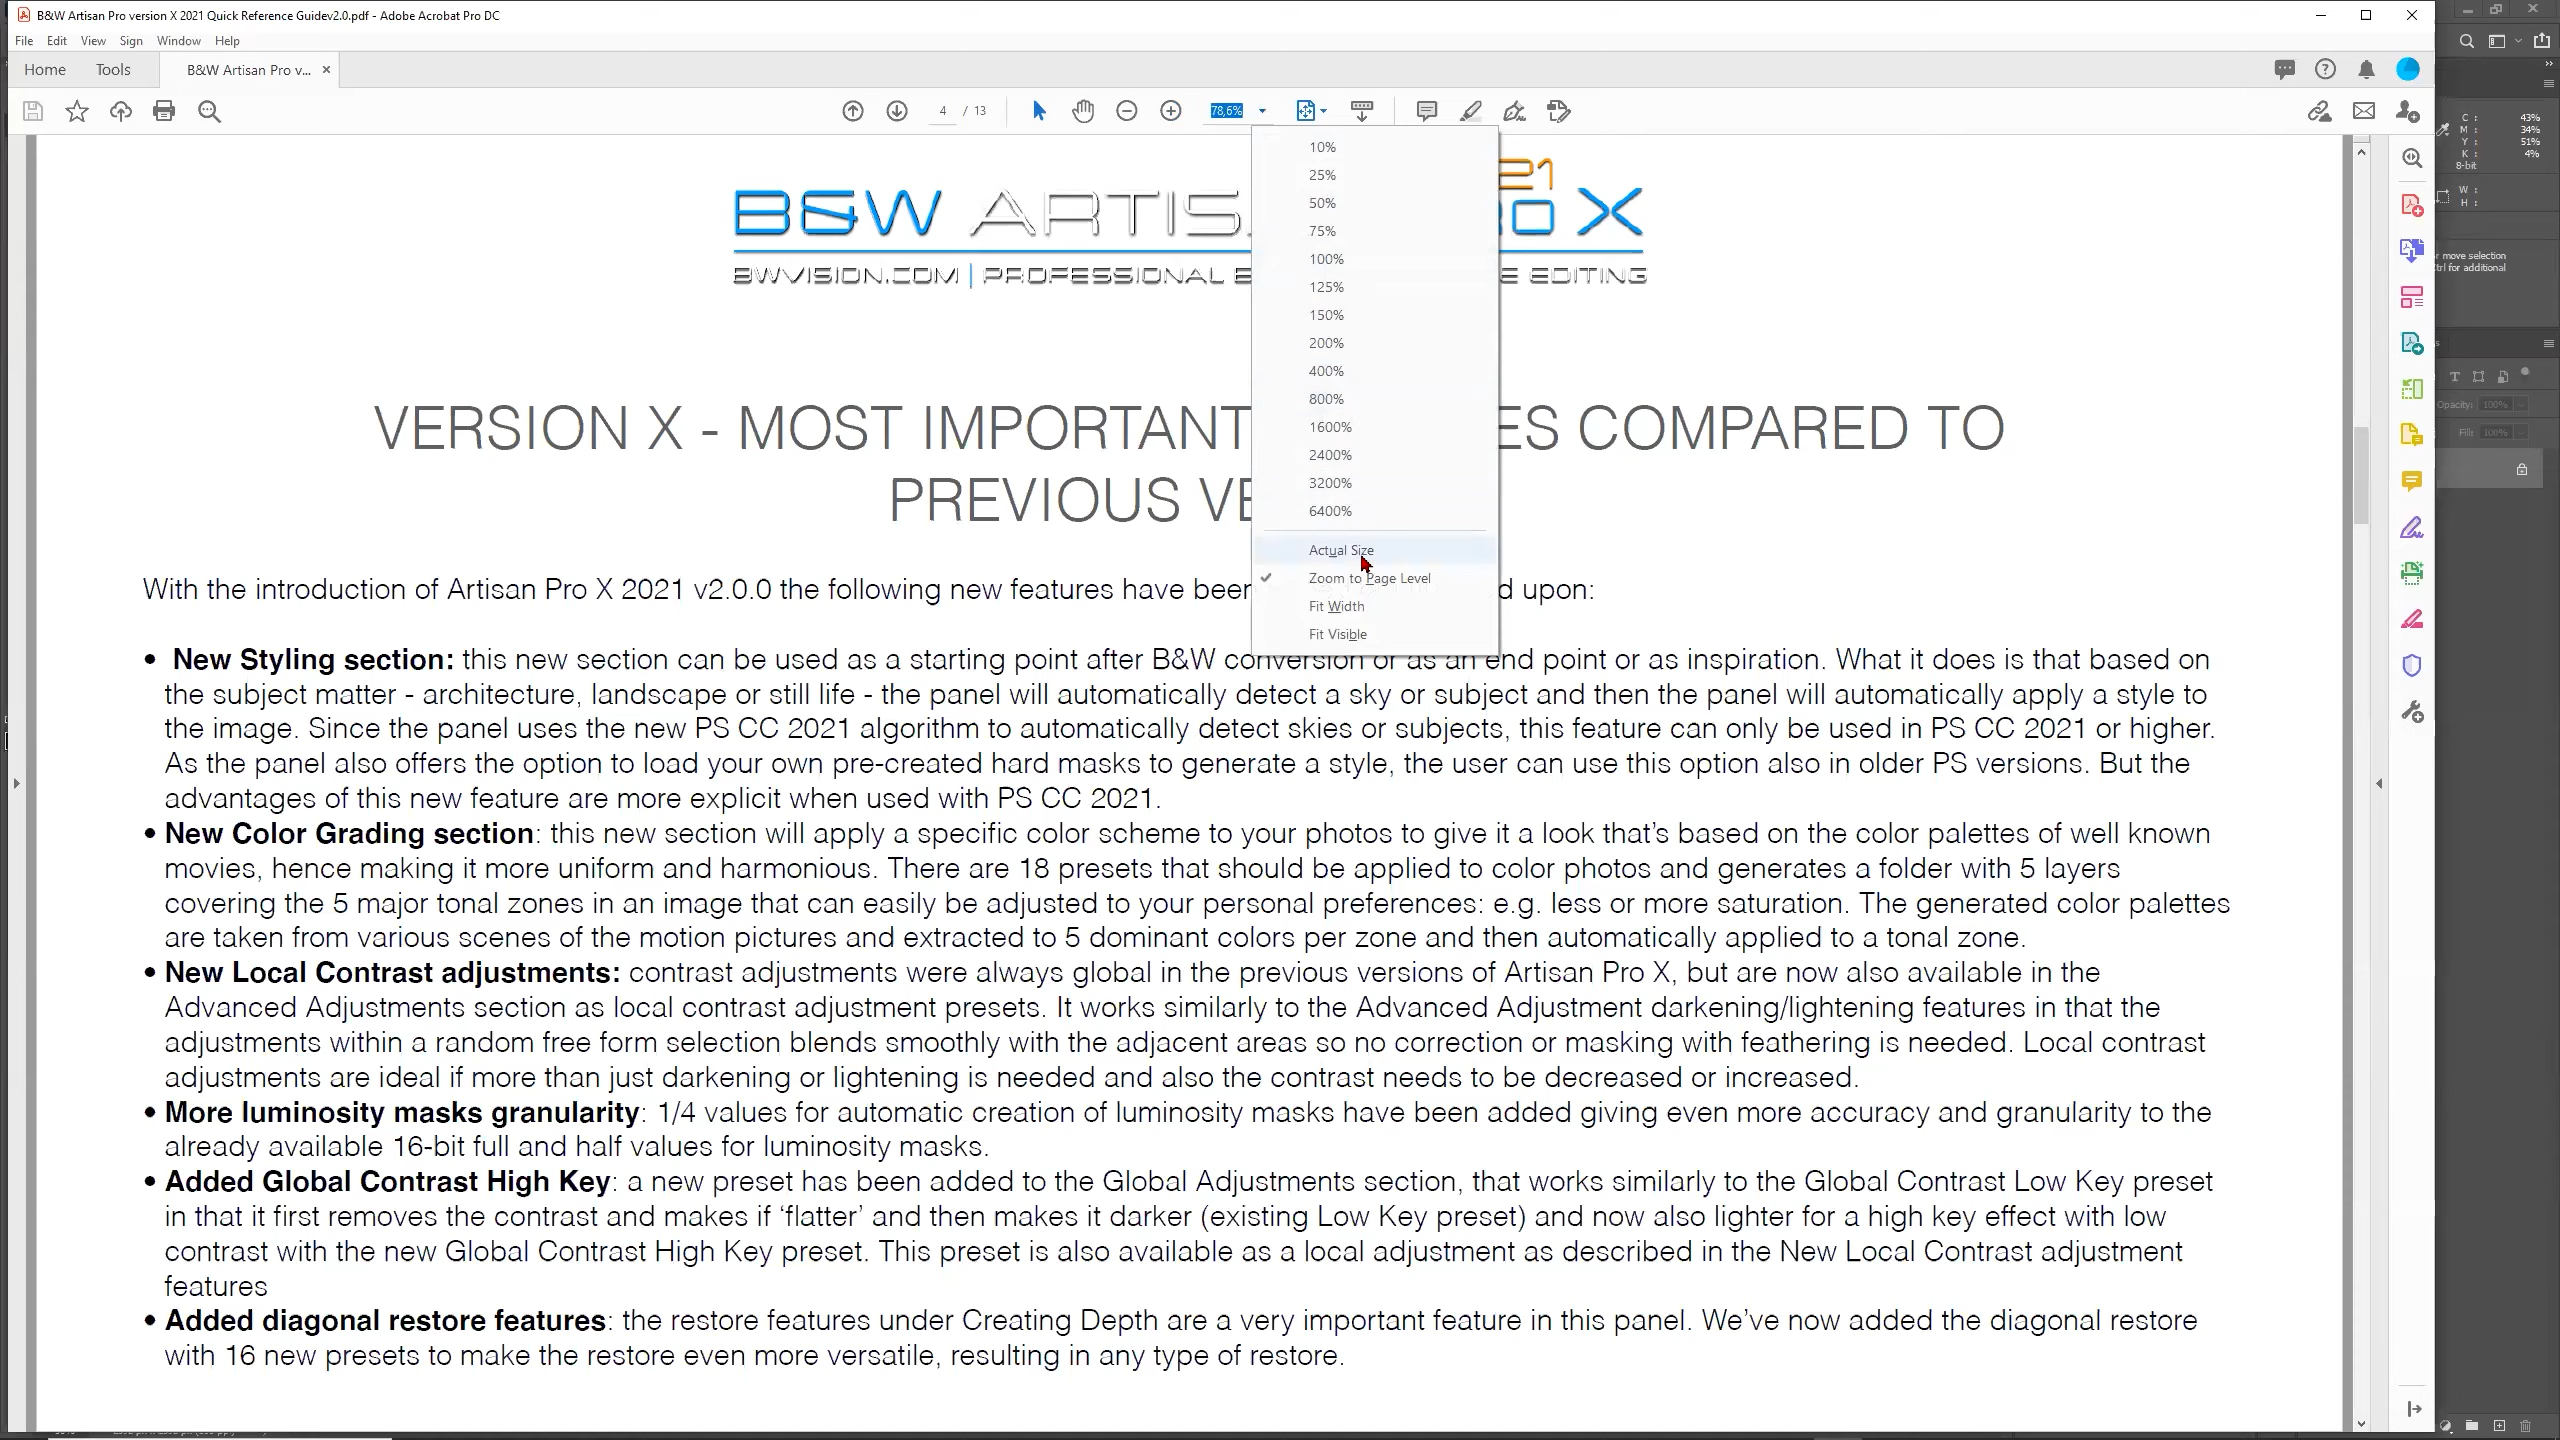 B&W Artisan Pro version X 2021 Quick Reference Guidev2.0.pdf - Adobe Acrobat Pro DC
File Edit View Sign Window Help
Home Tools B&W Artisan Pro v... ×
4 / 13 78,6%
10%
25%
50%
75%
100%
125%
150%
200%
400%
800%
1600%
2400%
3200%
6400%
Actual Size
Zoom to Page Level
Fit Width
Fit Visible
B&W ARTIS 21 RO X
BWVISION.COM | PROFESSIONAL E EDITING
VERSION X - MOST IMPORTANT ES COMPARED TO
PREVIOUS VE
With the introduction of Artisan Pro X 2021 v2.0.0 the following new features have been d upon:
• New Styling section: this new section can be used as a starting point after B&W conversion or as an end point or as inspiration. What it does is that based on
the subject matter - architecture, landscape or still life - the panel will automatically detect a sky or subject and then the panel will automatically apply a style to
the image. Since the panel uses the new PS CC 2021 algorithm to automatically detect skies or subjects, this feature can only be used in PS CC 2021 or higher.
As the panel also offers the option to load your own pre-created hard masks to generate a style, the user can use this option also in older PS versions. But the
advantages of this new feature are more explicit when used with PS CC 2021.
• New Color Grading section: this new section will apply a specific color scheme to your photos to give it a look that's based on the color palettes of well known
movies, hence making it more uniform and harmonious. There are 18 presets that should be applied to color photos and generates a folder with 5 layers
covering the 5 major tonal zones in an image that can easily be adjusted to your personal preferences: e.g. less or more saturation. The generated color palettes
are taken from various scenes of the motion pictures and extracted to 5 dominant colors per zone and then automatically applied to a tonal zone.
• New Local Contrast adjustments: contrast adjustments were always global in the previous versions of Artisan Pro X, but are now also available in the
Advanced Adjustments section as local contrast adjustment presets. It works similarly to the Advanced Adjustment darkening/lightening features in that the
adjustments within a random free form selection blends smoothly with the adjacent areas so no correction or masking with feathering is needed. Local contrast
adjustments are ideal if more than just darkening or lightening is needed and also the contrast needs to be decreased or increased.
• More luminosity masks granularity: 1/4 values for automatic creation of luminosity masks have been added giving even more accuracy and granularity to the
already available 16-bit full and half values for luminosity masks.
• Added Global Contrast High Key: a new preset has been added to the Global Adjustments section, that works similarly to the Global Contrast Low Key preset
in that it first removes the contrast and makes if ‘flatter’ and then makes it darker (existing Low Key preset) and now also lighter for a high key effect with low
contrast with the new Global Contrast High Key preset. This preset is also available as a local adjustment as described in the New Local Contrast adjustment
features
• Added diagonal restore features: the restore features under Creating Depth are a very important feature in this panel. We've now added the diagonal restore
with 16 new presets to make the restore even more versatile, resulting in any type of restore.
C : 43%
M : 34%
Y : 51%
K : 4%
8-bit
W :
H :
r move selection
trl for additional
Opacity: 100%
Fill: 100%